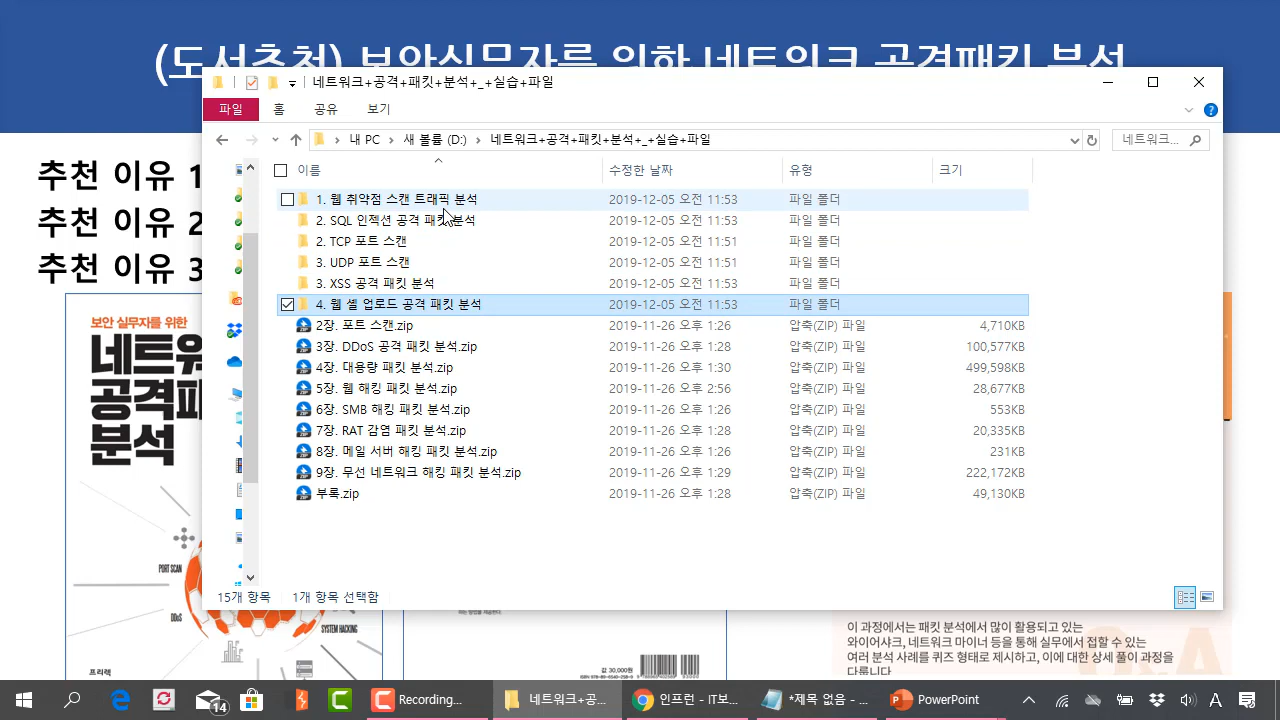 (도서추천) 보안실무자를 위한 네트워크 공격패킷 분석
네트워크+공격+패킷+분석+_+실습+파일
파일 홈 공유 보기
내 PC 새 볼륨 (D:) 네트워크+공격+패킷+분석+_+실습+파일 네트워크...
추천 이유 1
추천 이유 2
추천 이유 3
이름 수정한 날짜 유형 크기
1. 웹 취약점 스캔 트래픽 분석 2019-12-05 오전 11:53 파일 폴더
2. SQL 인젝션 공격 패킷 분석 2019-12-05 오전 11:53 파일 폴더
2. TCP 포트 스캔 2019-12-05 오전 11:51 파일 폴더
3. UDP 포트 스캔 2019-12-05 오전 11:51 파일 폴더
3. XSS 공격 패킷 분석 2019-12-05 오전 11:53 파일 폴더
4. 웹 셸 업로드 공격 패킷 분석 2019-12-05 오전 11:53 파일 폴더
2장. 포트 스캔.zip 2019-11-26 오후 1:26 압축(ZIP) 파일 4,710KB
3장. DDoS 공격 패킷 분석.zip 2019-11-26 오후 1:28 압축(ZIP) 파일 100,577KB
4장. 대용량 패킷 분석.zip 2019-11-26 오후 1:30 압축(ZIP) 파일 499,598KB
5장. 웹 해킹 패킷 분석.zip 2019-11-26 오후 2:56 압축(ZIP) 파일 28,677KB
6장. SMB 해킹 패킷 분석.zip 2019-11-26 오후 1:26 압축(ZIP) 파일 553KB
7장. RAT 감염 패킷 분석.zip 2019-11-26 오후 1:28 압축(ZIP) 파일 20,335KB
8장. 메일 서버 해킹 패킷 분석.zip 2019-11-26 오후 1:26 압축(ZIP) 파일 231KB
9장. 무선 네트워크 해킹 패킷 분석.zip 2019-11-26 오후 1:29 압축(ZIP) 파일 222,172KB
부록.zip 2019-11-26 오후 1:28 압축(ZIP) 파일 49,130KB
15개 항목 1개 항목 선택함
보안 실무자를 위한
네트워
공격패
분석
PORT SCAN
DDoS
SYSTEM HACKING
프리렉
값 30,000원
이 과정에서는 패킷 분석에서 많이 활용되고 있는
와이어샤크, 네트워크 마이너 등을 통해 실무에서 접할 수 있는
여러 분석 사례를 퀴즈 형태로 제시하고, 이에 대한 상세 풀이 과정을
다룹니다
14 Recording... 네트워크+공... 인프런 - IT보... *제목 없음 - ... PowerPoint A